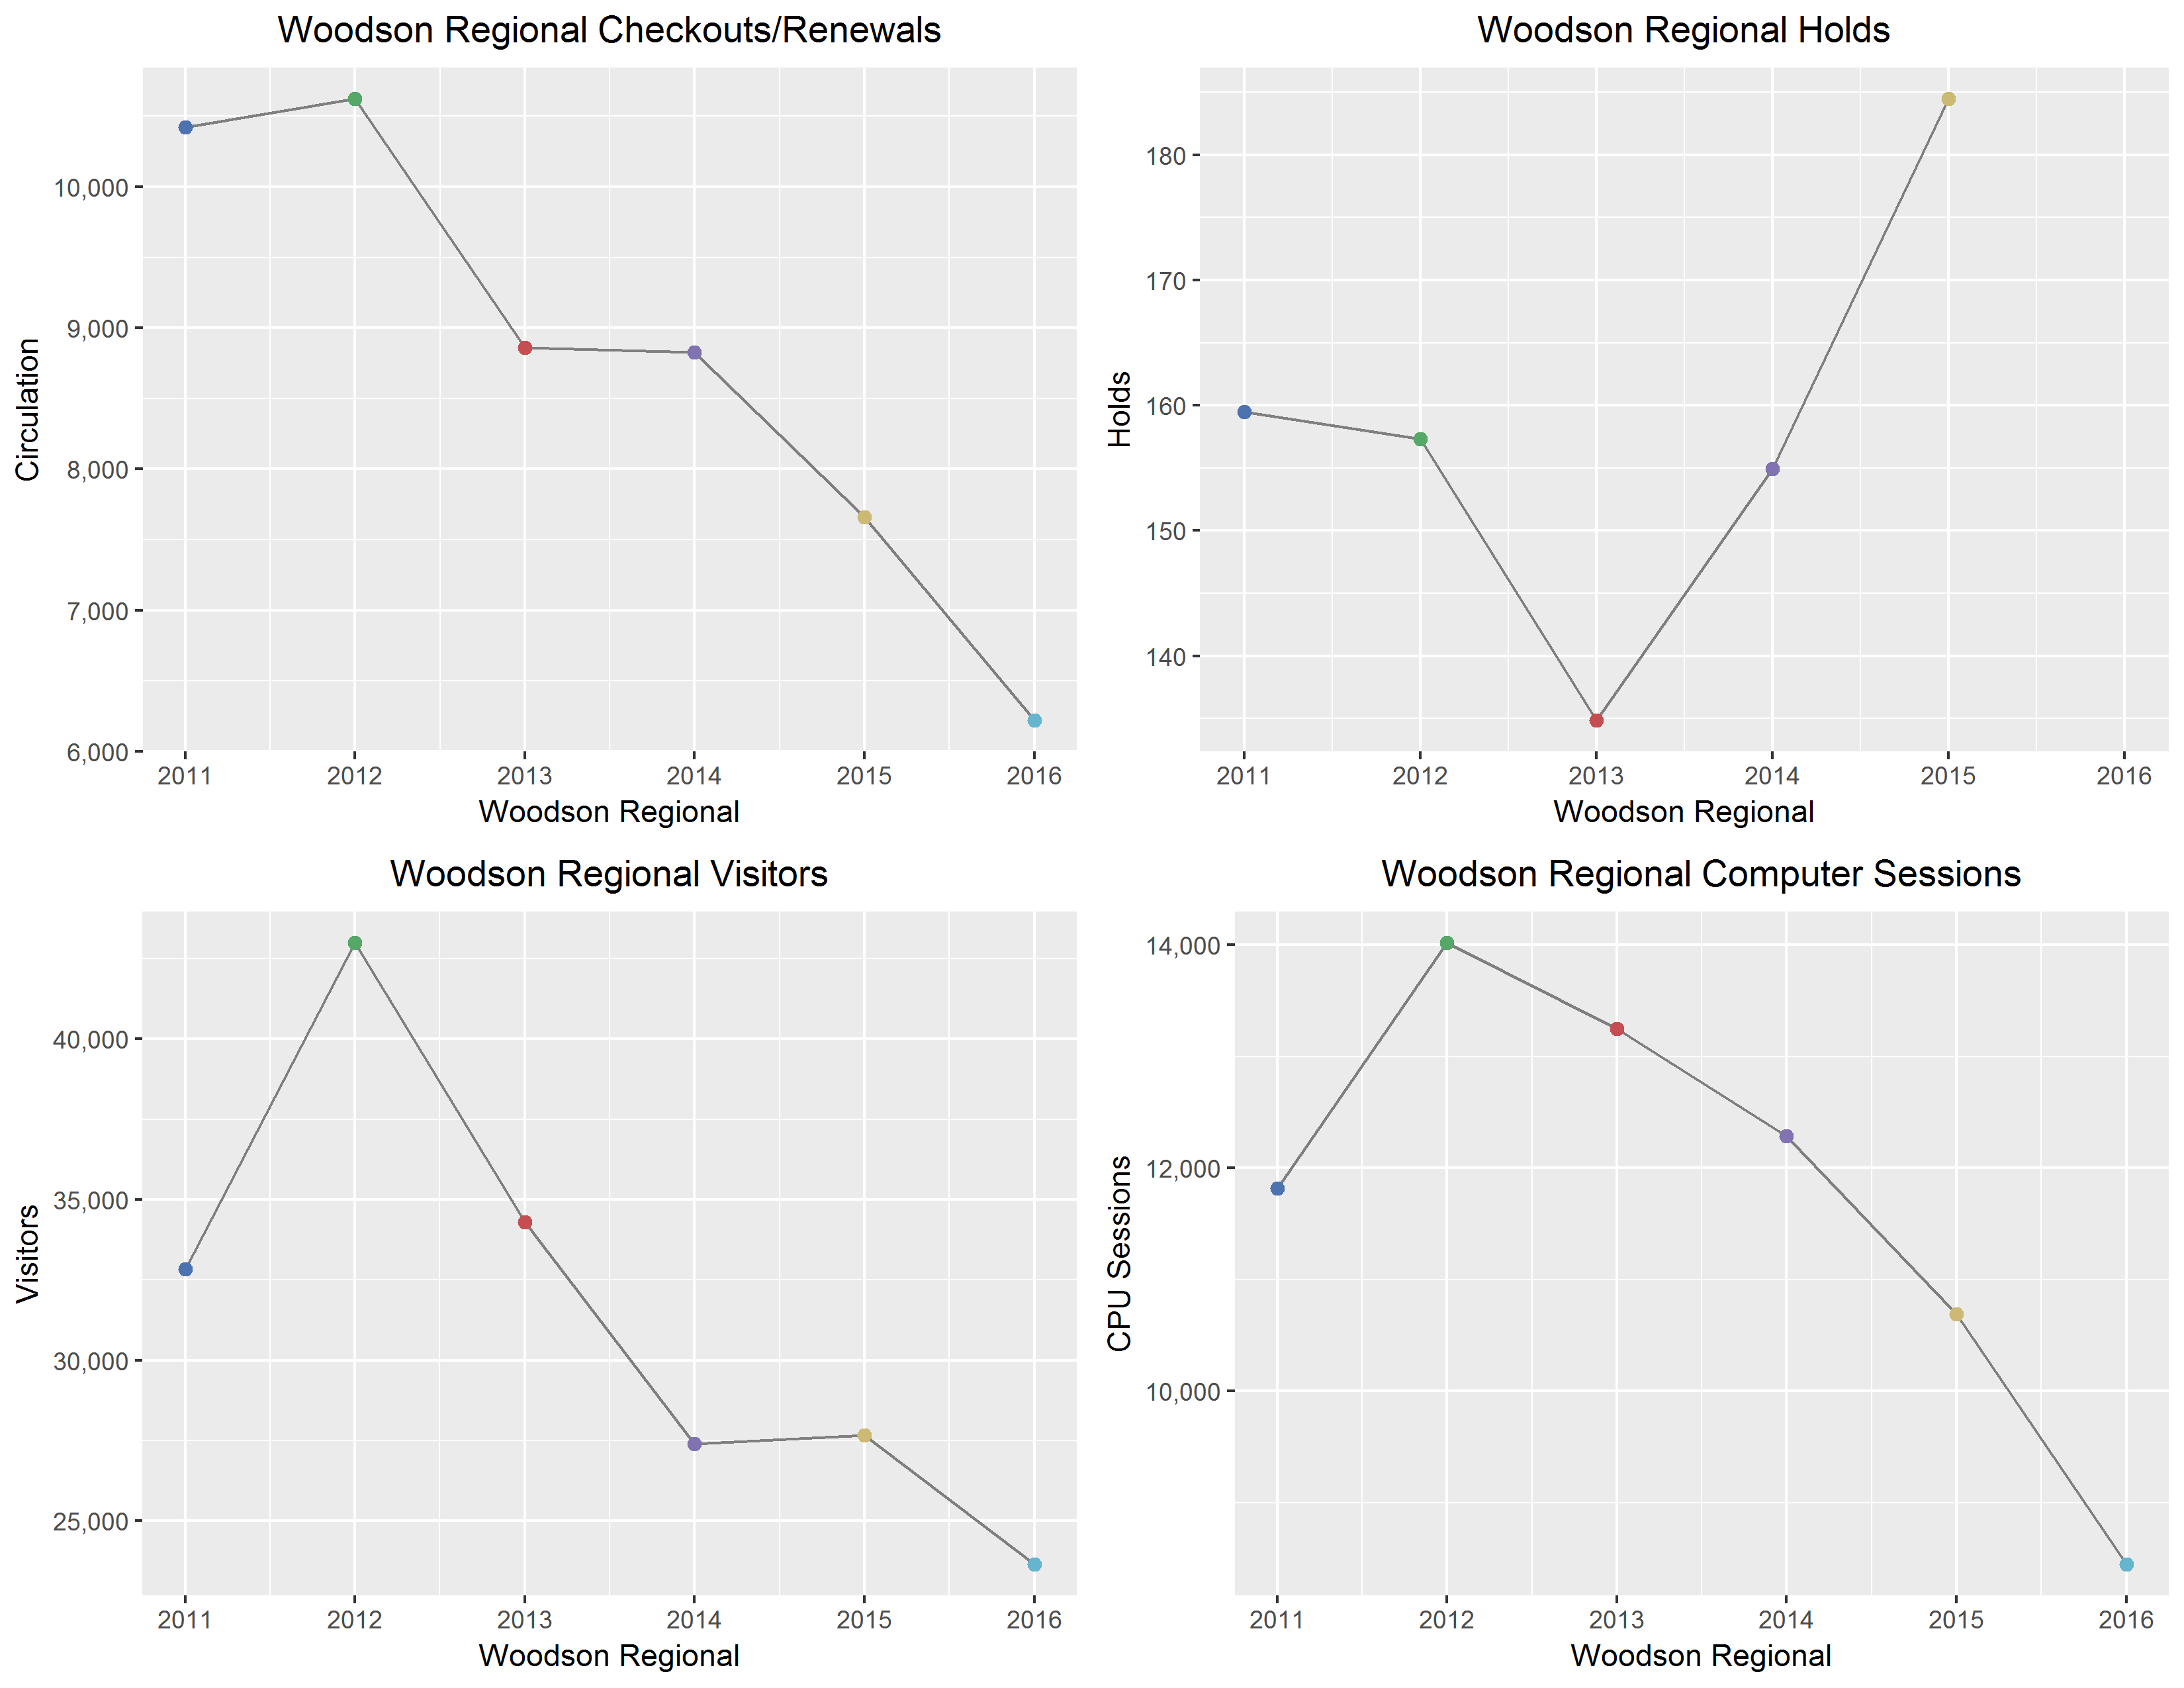 Woodson Regional Checkouts/Renewals
Circulation
10,000
9,000
8,000
7,000
6,000
2011 2012 2013 2014 2015 2016
Woodson Regional
Woodson Regional Holds
Holds
180
170
160
150
140
2011 2012 2013 2014 2015 2016
Woodson Regional
Woodson Regional Visitors
Visitors
40,000
35,000
30,000
25,000
2011 2012 2013 2014 2015 2016
Woodson Regional
Woodson Regional Computer Sessions
CPU Sessions
14,000
12,000
10,000
2011 2012 2013 2014 2015 2016
Woodson Regional